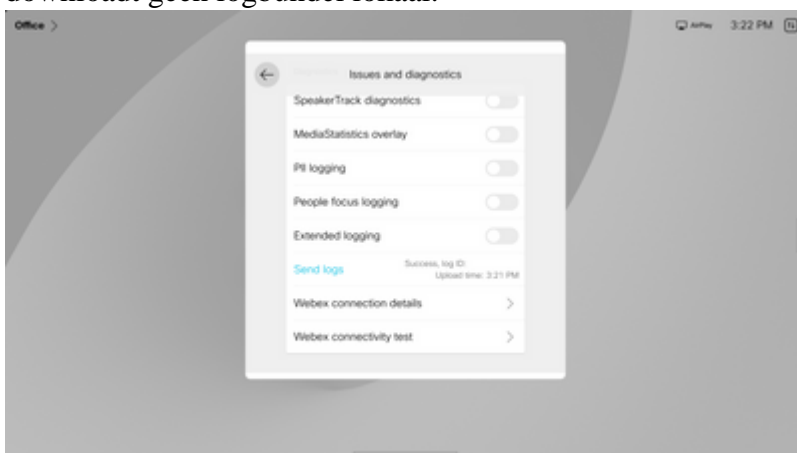 downloadt geen logbundel lokaal.
Office >
AirPlay 3:22 PM
Issues and diagnostics
SpeakerTrack diagnostics
MediaStatistics overlay
PII logging
People focus logging
Extended logging
Send logs
Success, log ID:
Upload time: 3:21 PM
Webex connection details
Webex connectivity test